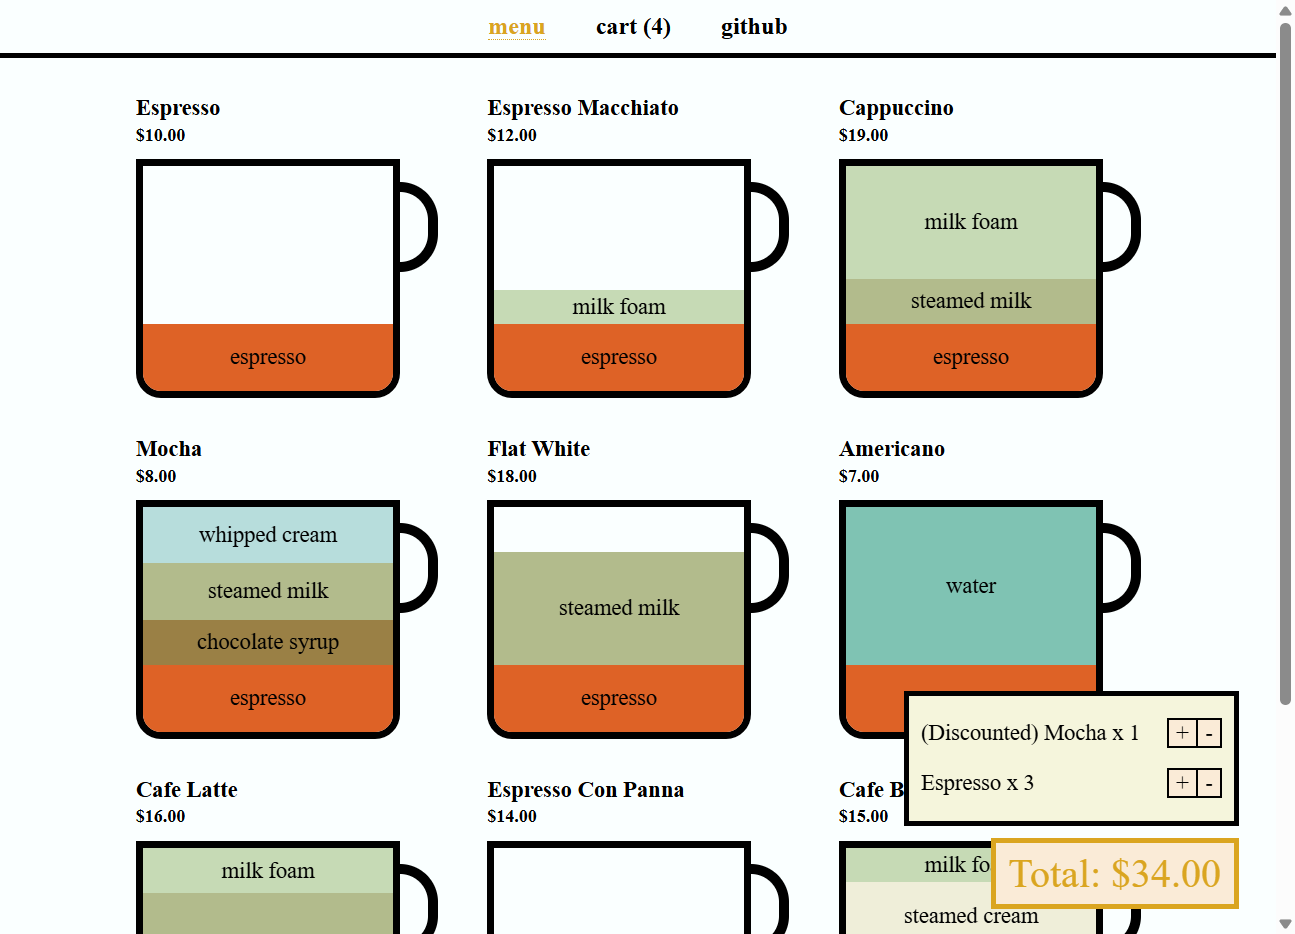 menu cart (4) github
Espresso
$10.00
espresso
Espresso Macchiato
$12.00
milk foam
espresso
Cappuccino
$19.00
milk foam
steamed milk
espresso
Mocha
$8.00
whipped cream
steamed milk
chocolate syrup
espresso
Flat White
$18.00
steamed milk
espresso
Americano
$7.00
water
Cafe Latte
$16.00
milk foam
Espresso Con Panna
$14.00
Cafe B
$15.00
milk fo
steamed cream
(Discounted) Mocha x 1 + -
Espresso x 3 + -
Total: $34.00